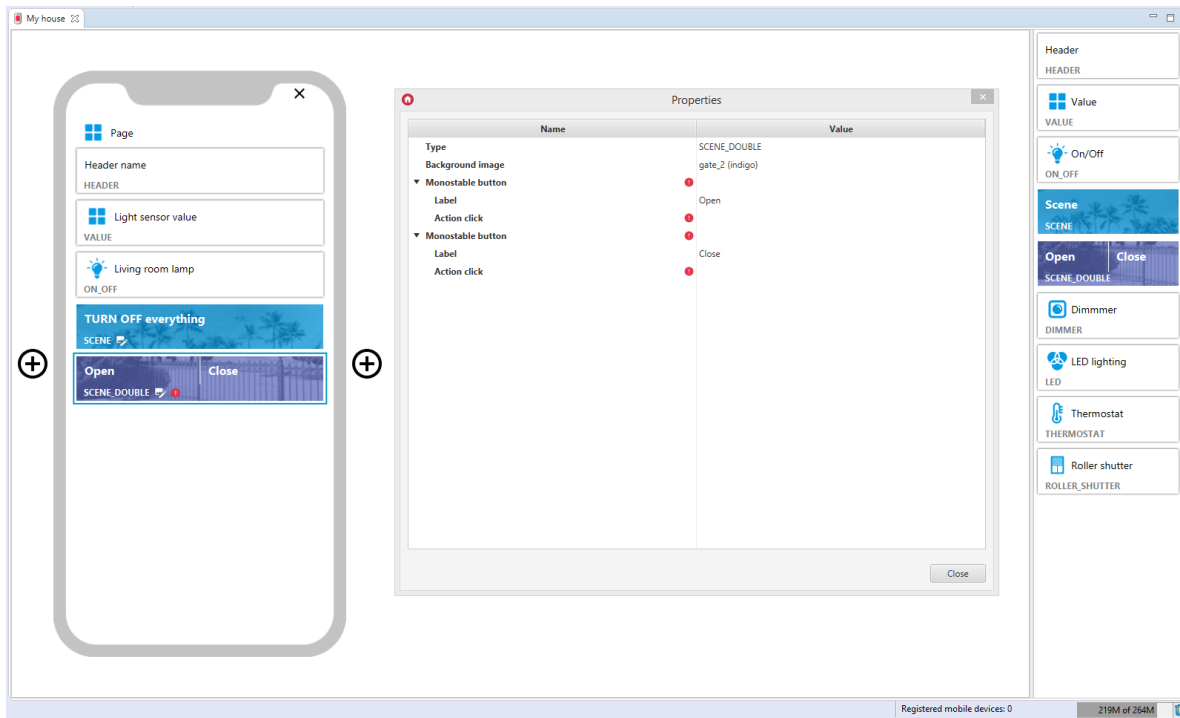 My house
Page
Header name
HEADER
Light sensor value
VALUE
Living room lamp
ON_OFF
TURN OFF everything
SCENE
Open Close
SCENE_DOUBLE
Properties
Name Value
Type SCENE_DOUBLE
Background image gate_2 (indigo)
Monostable button
Label Open
Action click
Monostable button
Label Close
Action click
Close
Header
HEADER
Value
VALUE
On/Off
ON_OFF
Scene
SCENE
Open Close
SCENE_DOUBLE
Dimmmer
DIMMER
LED lighting
LED
Thermostat
THERMOSTAT
Roller shutter
ROLLER_SHUTTER
Registered mobile devices: 0 219M of 264M